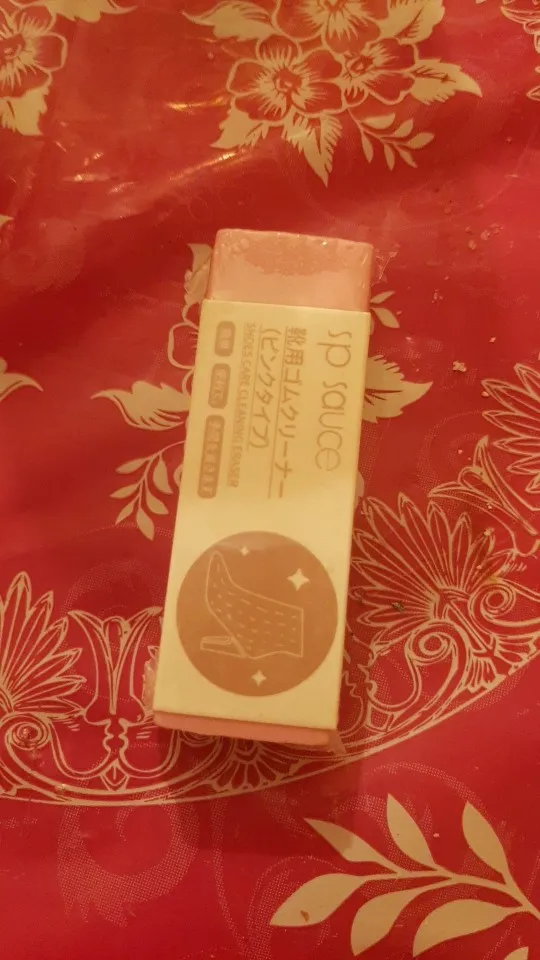 sp sauce
靴用ゴムクリーナー
(ピンクタイプ)
SHOES CARE CLEANING ERASER